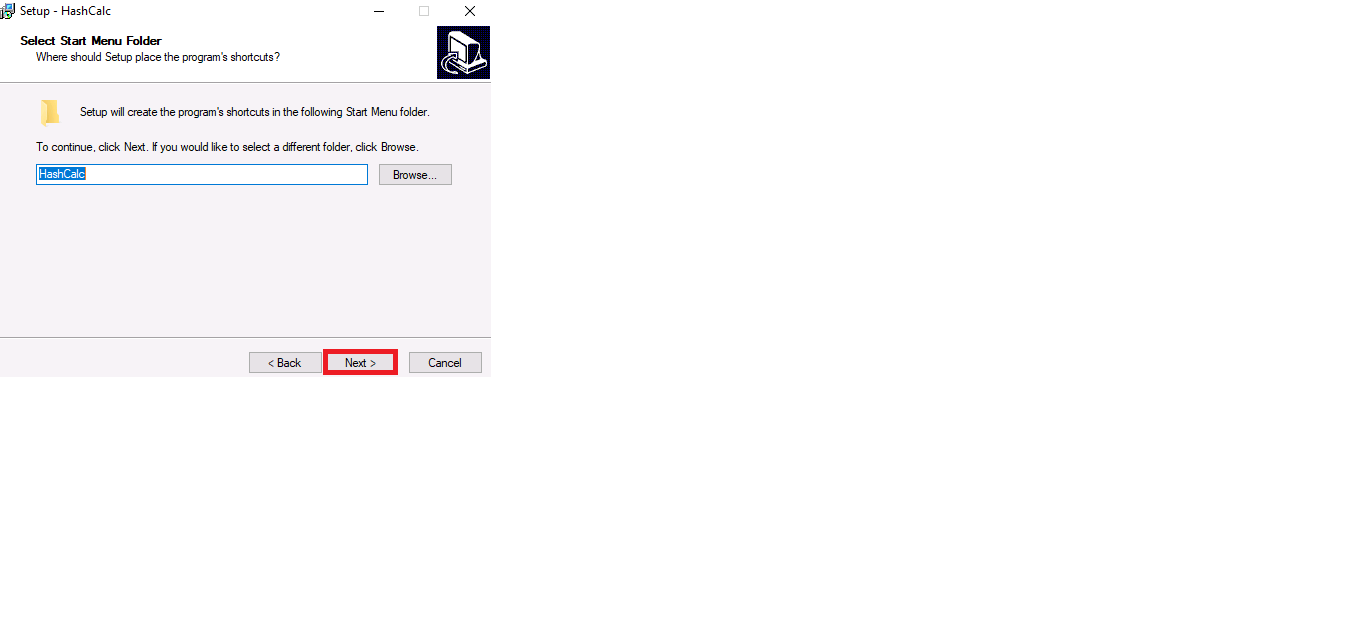 Setup - HashCalc
Select Start Menu Folder
Where should Setup place the program's shortcuts?
Setup will create the program's shortcuts in the following Start Menu folder.
To continue, click Next. If you would like to select a different folder, click Browse.
HashCalc
Browse...
< Back
Next >
Cancel